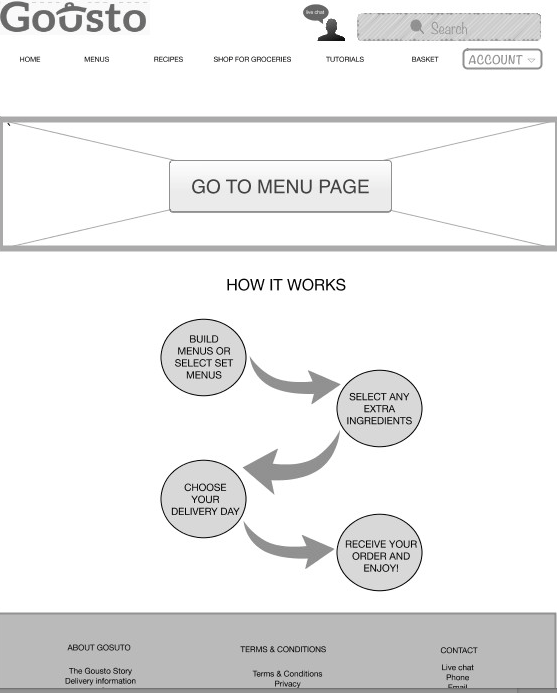 Gousto
live chat
Search
HOME
MENUS
RECIPES
SHOP FOR GROCERIES
TUTORIALS
BASKET
ACCOUNT
GO TO MENU PAGE
HOW IT WORKS
BUILD
MENUS OR
SELECT SET
MENUS
SELECT ANY
EXTRA
INGREDIENTS
CHOOSE
YOUR
DELIVERY DAY
RECEIVE YOUR
ORDER AND
ENJOY!
ABOUT GOSUTO
The Gousto Story
Delivery information
TERMS & CONDITIONS
Terms & Conditions
Privacy
CONTACT
Live chat
Phone
Email